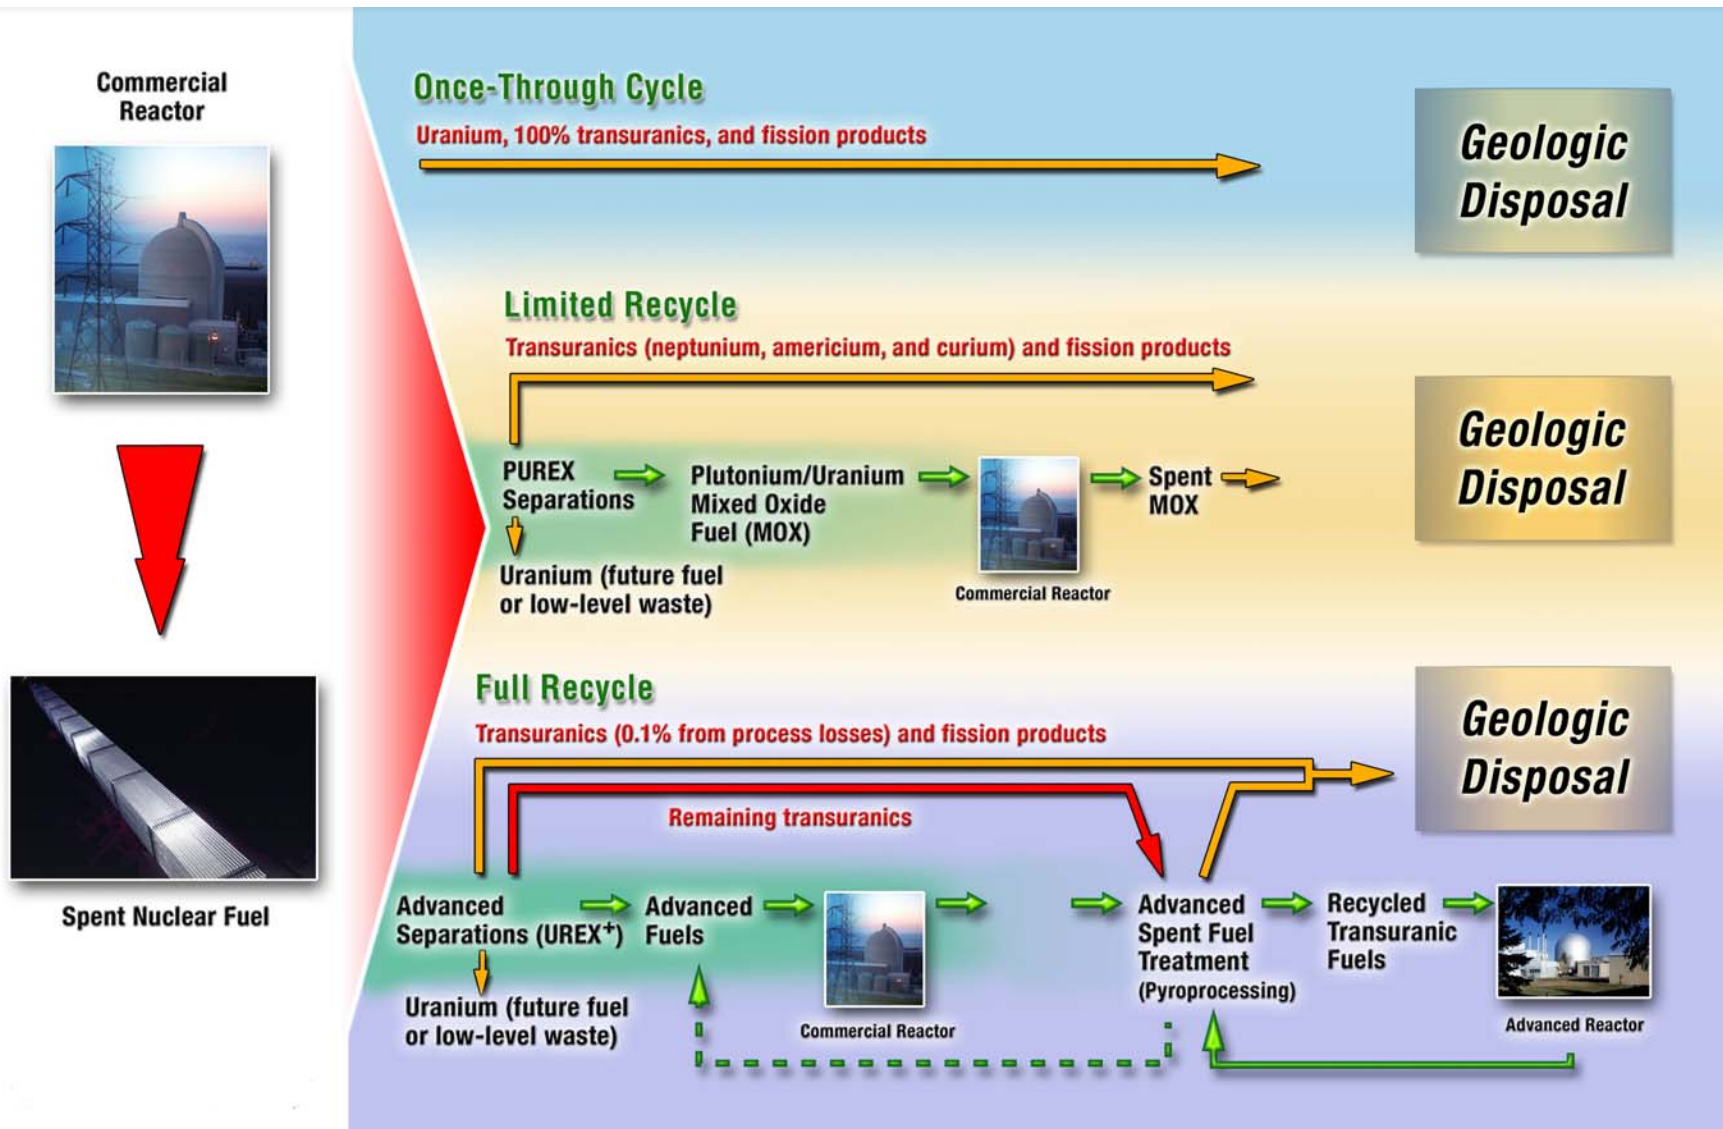 Commercial
Reactor
Spent Nuclear Fuel
Once-Through Cycle
Uranium, 100% transuranics, and fission products
Geologic
Disposal
Limited Recycle
Transuranics (neptunium, americium, and curium) and fission products
PUREX
Separations
Plutonium/Uranium
Mixed Oxide
Fuel (MOX)
Commercial Reactor
Spent
MOX
Uranium (future fuel
or low-level waste)
Geologic
Disposal
Full Recycle
Transuranics (0.1% from process losses) and fission products
Remaining transuranics
Geologic
Disposal
Advanced
Separations (UREX+)
Uranium (future fuel
or low-level waste)
Advanced
Fuels
Commercial Reactor
Advanced
Spent Fuel
Treatment
(Pyroprocessing)
Recycled
Transuranic
Fuels
Advanced Reactor